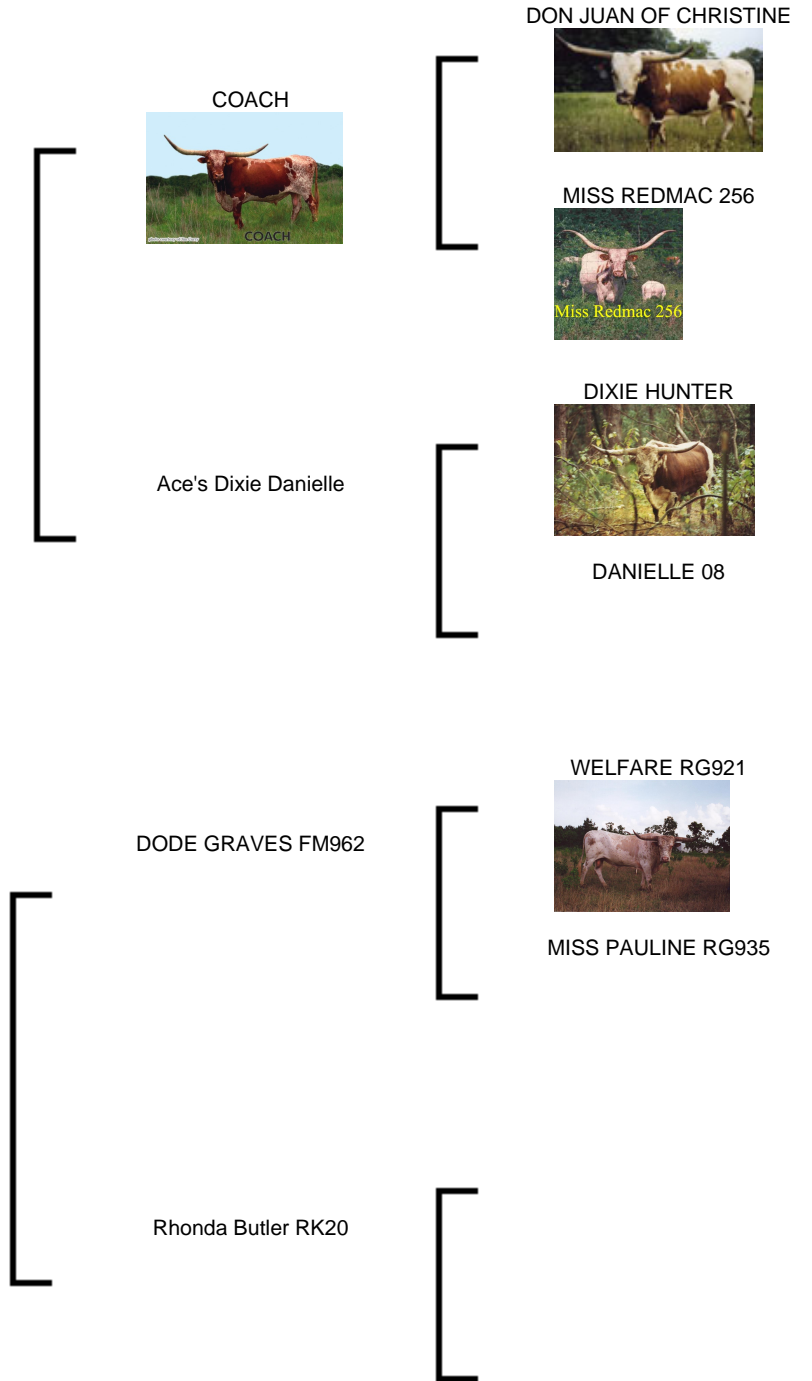 DON JUAN OF CHRISTINE
COACH
COACH
MISS REDMAC 256
Miss Redmac 256
DIXIE HUNTER
Ace's Dixie Danielle
DANIELLE 08
WELFARE RG921
DODE GRAVES FM962
MISS PAULINE RG935
Rhonda Butler RK20